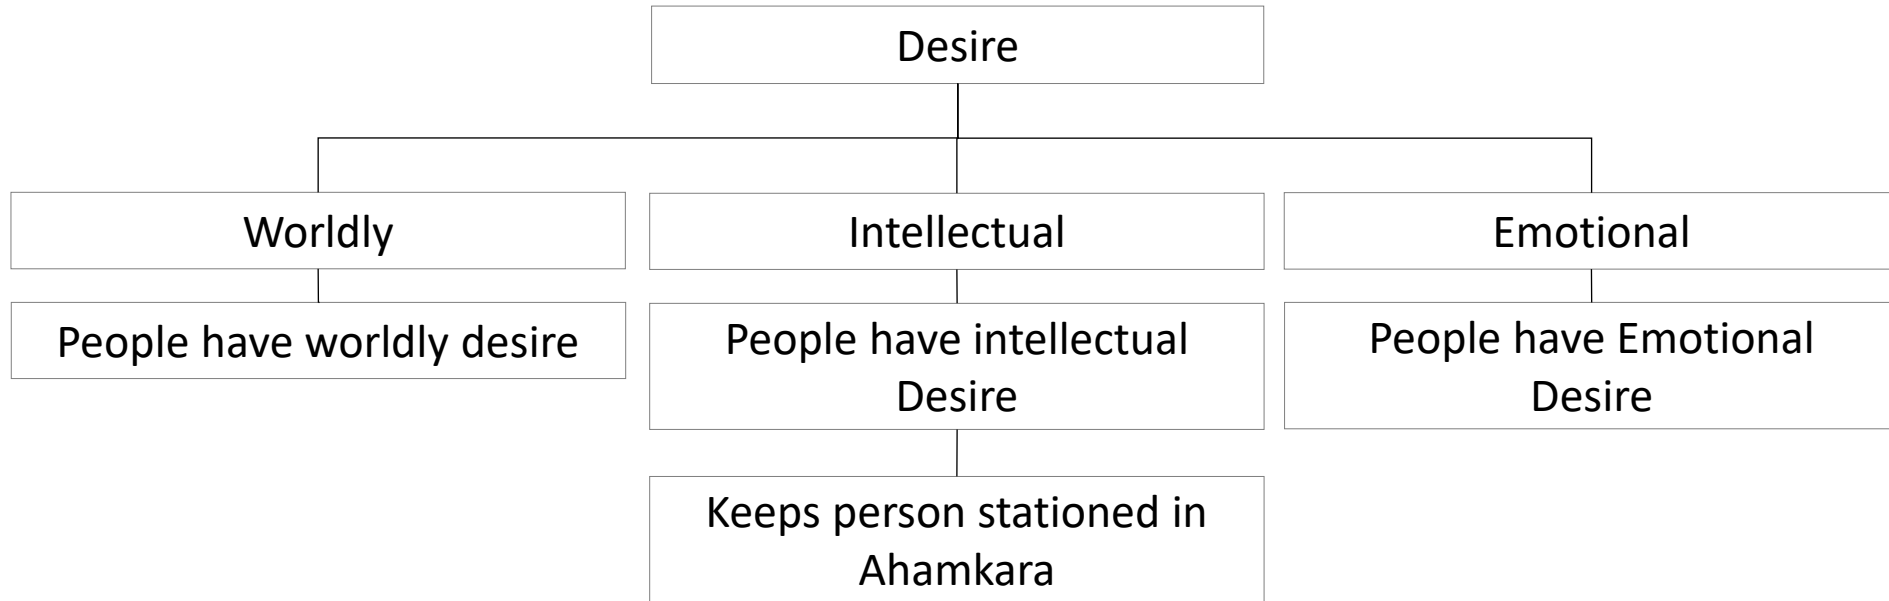 Desire
Worldly
Intellectual
Emotional
People have worldly desire
People have intellectual
Desire
People have Emotional
Desire
Keeps person stationed in
Ahamkara